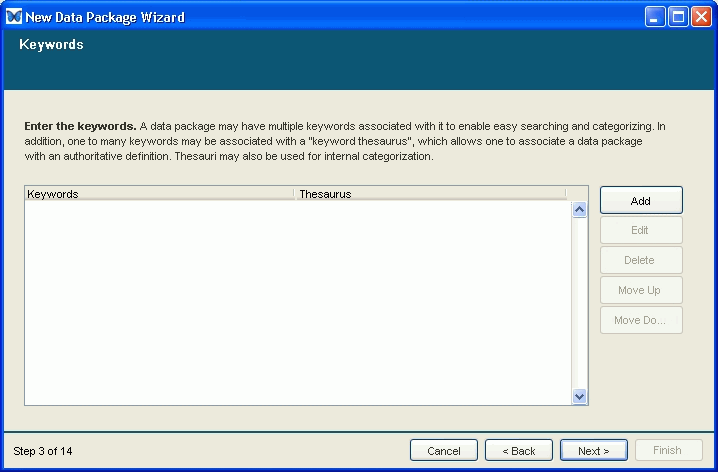 New Data Package Wizard
Keywords
Enter the keywords. A data package may have multiple keywords associated with it to enable easy searching and categorizing. In
addition, one to many keywords may be associated with a "keyword thesaurus", which allows one to associate a data package
with an authoritative definition. Thesauri may also be used for internal categorization.
Keywords Thesaurus
Add
Edit
Delete
Move Up
Move Do...
Step 3 of 14 Cancel < Back Next > Finish